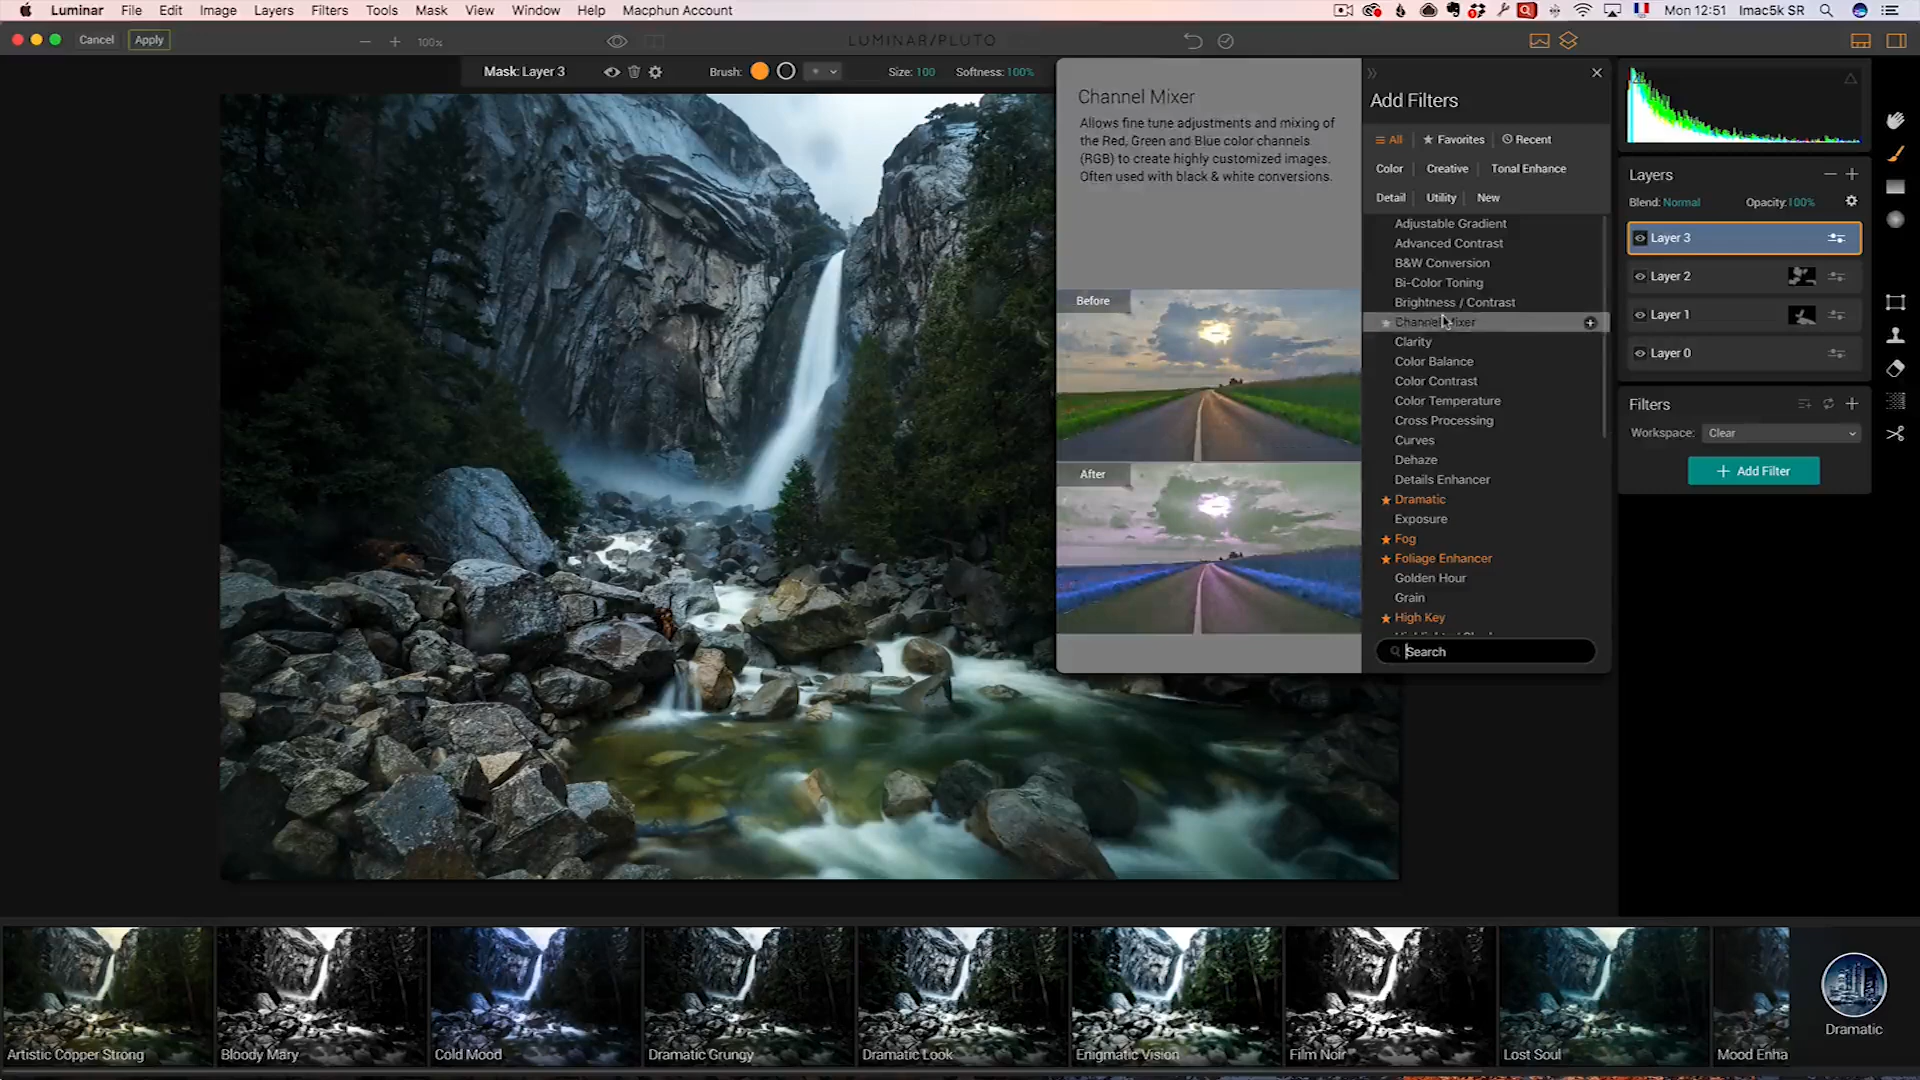 Luminar File Edit Image Layers Filters Tools Mask View Window Help Macphun Account Mon 12:51 Imac5k SR
Cancel Apply 100% LUMINAR/PLUTO
Mask: Layer 3 Brush: Size: 100 Softness: 100%
Channel Mixer
Allows fine tune adjustments and mixing of
the Red, Green and Blue color channels
(RGB) to create highly customized images.
Often used with black & white conversions.
Before
After
Add Filters
All Favorites Recent
Color Creative Tonal Enhance
Detail Utility New
Adjustable Gradient
Advanced Contrast
B&W Conversion
Bi-Color Toning
Brightness / Contrast
Channel Mixer
Clarity
Color Balance
Color Contrast
Color Temperature
Cross Processing
Curves
Dehaze
Details Enhancer
Dramatic
Exposure
Fog
Foliage Enhancer
Golden Hour
Grain
High Key
Search
Layers
Blend: Normal Opacity: 100%
Layer 3
Layer 2
Layer 1
Layer 0
Filters
Workspace: Clear
Add Filter
Artistic Copper Strong
Bloody Mary
Cold Mood
Dramatic Grungy
Dramatic Look
Enigmatic Vision
Film Noir
Lost Soul
Mood Enha
Dramatic